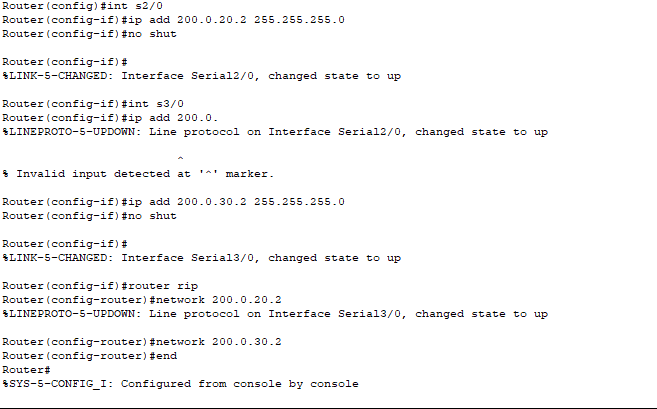 Router(config)#int s2/0
Router(config-if)#ip add 200.0.20.2 255.255.255.0
Router(config-if)#no shut
Router(config-if)#
%LINK-5-CHANGED: Interface Serial2/0, changed state to up
Router(config-if)#int s3/0
Router(config-if)#ip add 200.0.
%LINEPROTO-5-UPDOWN: Line protocol on Interface Serial2/0, changed state to up
^
% Invalid input detected at '^' marker.
Router(config-if)#ip add 200.0.30.2 255.255.255.0
Router(config-if)#no shut
Router(config-if)#
%LINK-5-CHANGED: Interface Serial3/0, changed state to up
Router(config-if)#router rip
Router(config-router)#network 200.0.20.2
%LINEPROTO-5-UPDOWN: Line protocol on Interface Serial3/0, changed state to up
Router(config-router)#network 200.0.30.2
Router(config-router)#end
Router#
%SYS-5-CONFIG_I: Configured from console by console